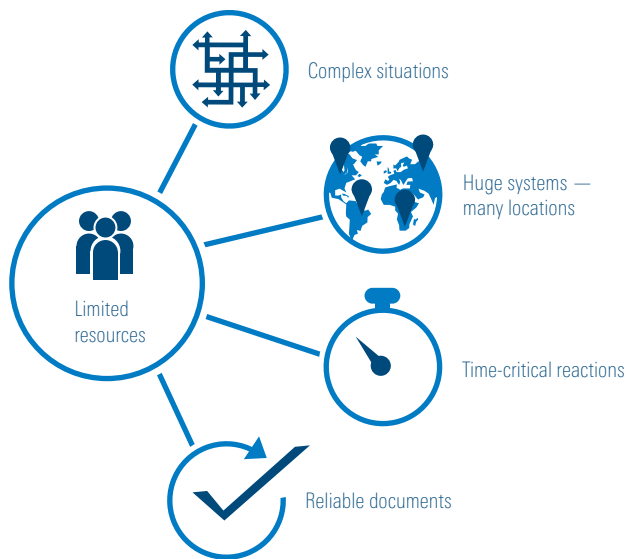 Complex situations
Huge systems —
many locations
Limited
resources
Time-critical reactions
Reliable documents